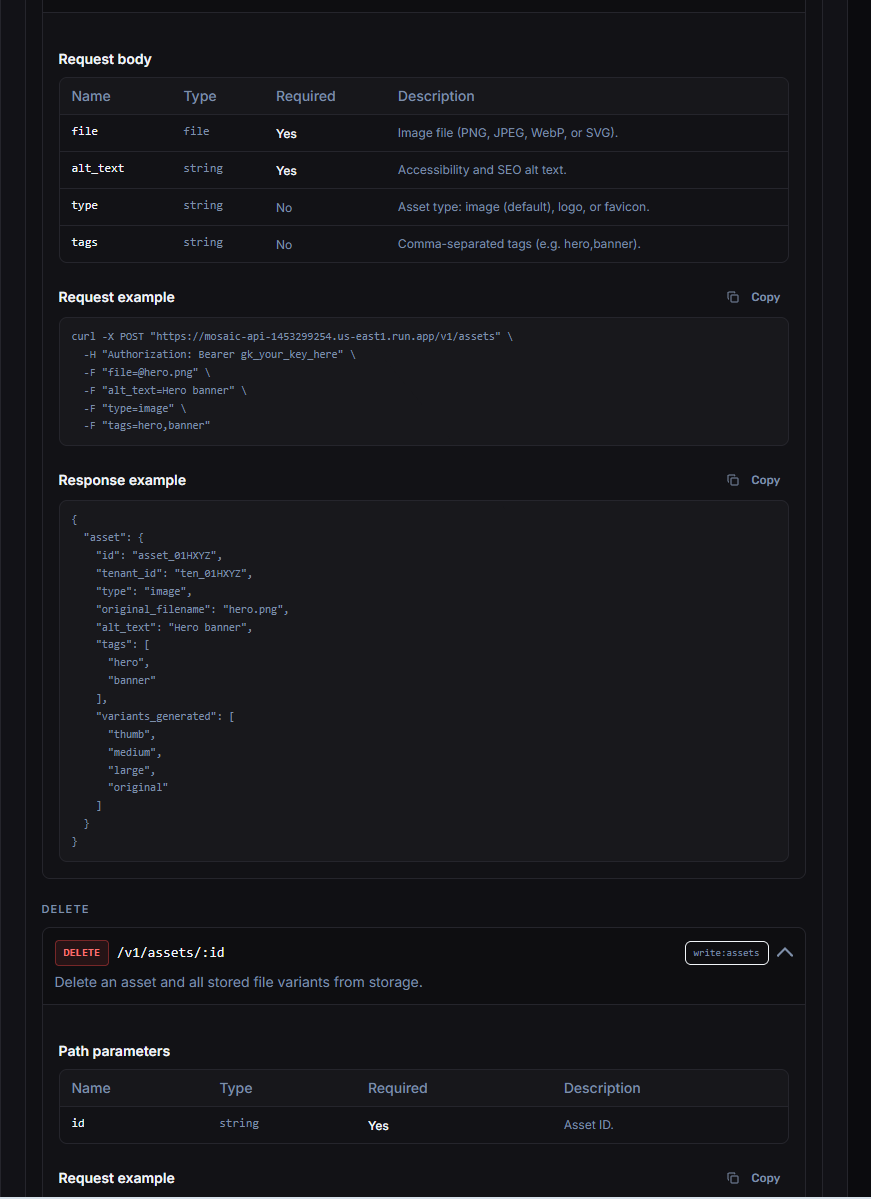 Request body
Name Type Required Description
file file Yes Image file (PNG, JPEG, WebP, or SVG).
alt_text string Yes Accessibility and SEO alt text.
type string No Asset type: image (default), logo, or favicon.
tags string No Comma-separated tags (e.g. hero,banner).
Request example Copy
curl -X POST "https://mosaic-api-1453299254.us-east1.run.app/v1/assets" \
  -H "Authorization: Bearer gk_your_key_here" \
  -F "file=@hero.png" \
  -F "alt_text=Hero banner" \
  -F "type=image" \
  -F "tags=hero,banner"
Response example Copy
{
  "asset": {
    "id": "asset_01HXYZ",
    "tenant_id": "ten_01HXYZ",
    "type": "image",
    "original_filename": "hero.png",
    "alt_text": "Hero banner",
    "tags": [
      "hero",
      "banner"
    ],
    "variants_generated": [
      "thumb",
      "medium",
      "large",
      "original"
    ]
  }
}
DELETE
DELETE /v1/assets/:id write:assets
Delete an asset and all stored file variants from storage.
Path parameters
Name Type Required Description
id string Yes Asset ID.
Request example Copy